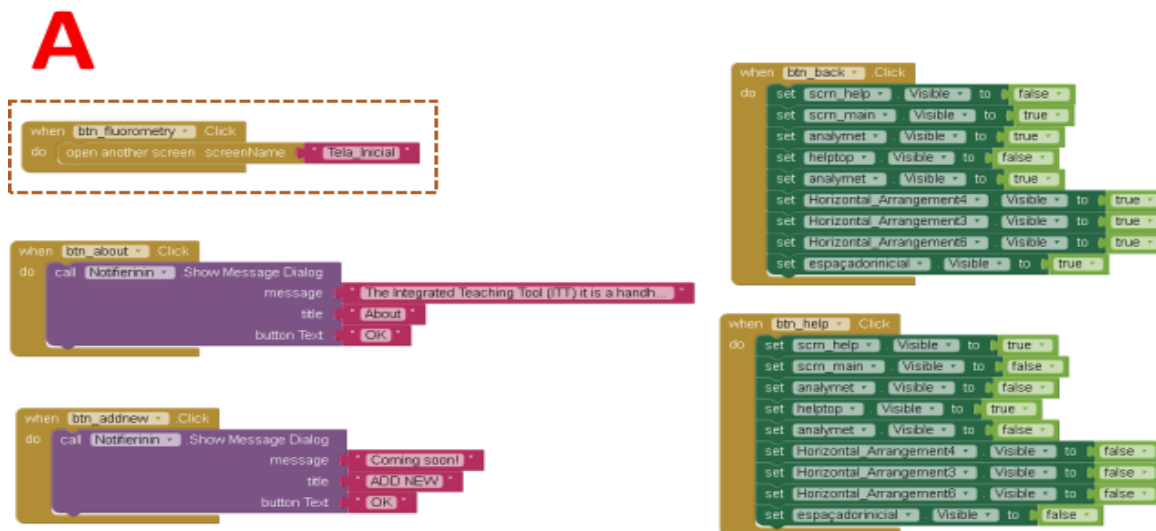 A
when btn_fluorometry .Click
do open another screen screenName " Tela_Inicial "
when btn_about .Click
do call Notifierinin .Show Message Dialog
message " The Integrated Teaching Tool (ITT) it is a handh... "
title " About "
button Text " OK "
when btn_addnew .Click
do call Notifierinin .Show Message Dialog
message " Coming soon! "
title " ADD NEW "
button Text " OK "
when btn_back .Click
do set scrn_help . Visible to false
set scrn_main . Visible to true
set analymet . Visible to true
set helptop . Visible to false
set analymet . Visible to true
set Horizontal_Arrangement4 . Visible to true
set Horizontal_Arrangement3 . Visible to true
set Horizontal_Arrangement6 . Visible to true
set espaçadorinicial . Visible to true
when btn_help .Click
do set scrn_help . Visible to true
set scrn_main . Visible to false
set analymet . Visible to false
set helptop . Visible to true
set analymet . Visible to false
set Horizontal_Arrangement4 . Visible to false
set Horizontal_Arrangement3 . Visible to false
set Horizontal_Arrangement6 . Visible to false
set espaçadorinicial . Visible to false